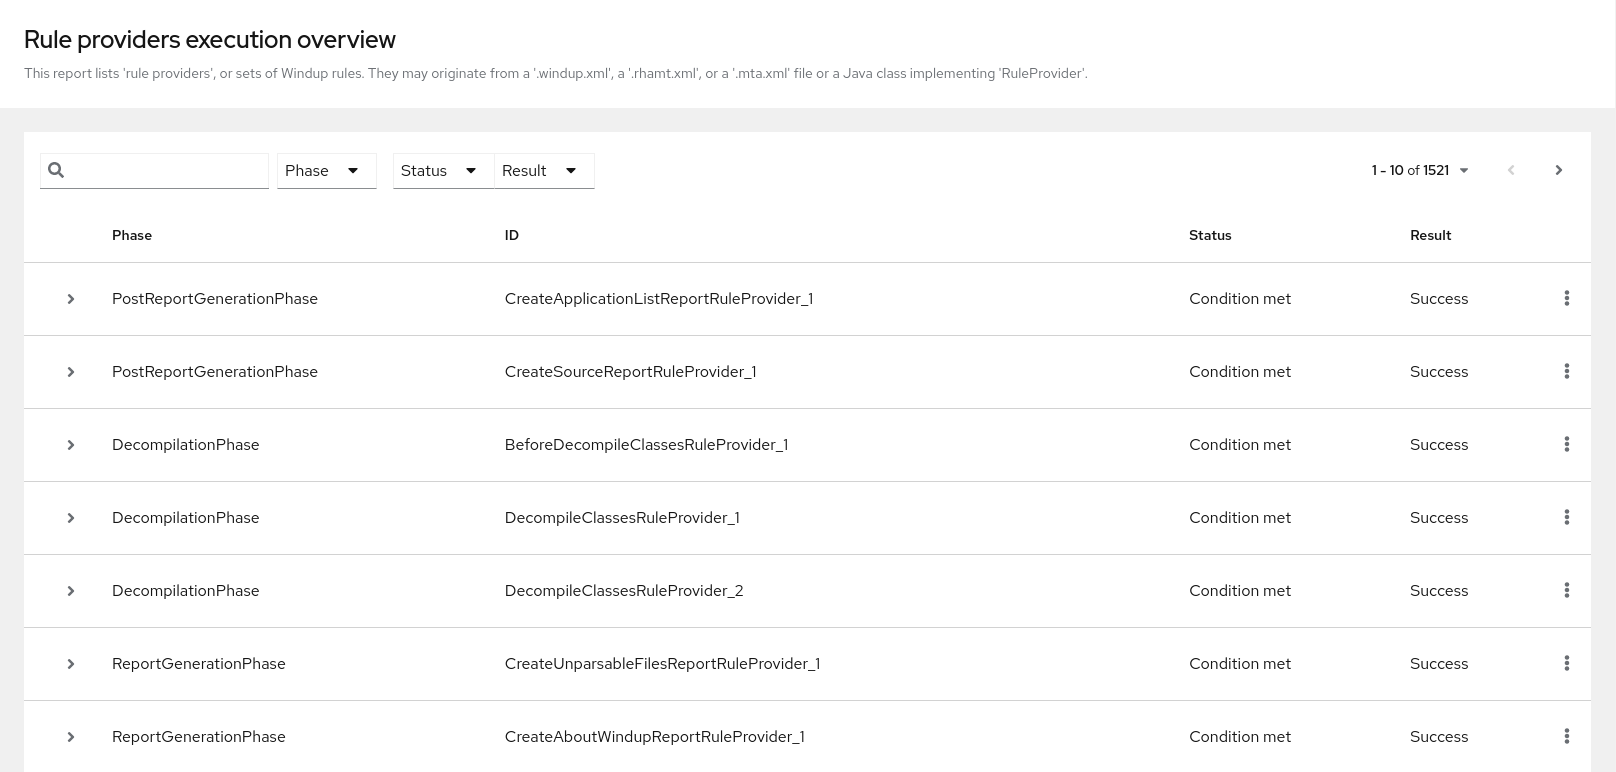 Rule providers execution overview
This report lists 'rule providers', or sets of Windup rules. They may originate from a '.windup.xml', a '.rhamt.xml', or a '.mta.xml' file or a Java class implementing 'RuleProvider'.
Phase Status Result 1 - 10 of 1521
Phase ID Status Result
PostReportGenerationPhase CreateApplicationListReportRuleProvider_1 Condition met Success
PostReportGenerationPhase CreateSourceReportRuleProvider_1 Condition met Success
DecompilationPhase BeforeDecompileClassesRuleProvider_1 Condition met Success
DecompilationPhase DecompileClassesRuleProvider_1 Condition met Success
DecompilationPhase DecompileClassesRuleProvider_2 Condition met Success
ReportGenerationPhase CreateUnparsableFilesReportRuleProvider_1 Condition met Success
ReportGenerationPhase CreateAboutWindupReportRuleProvider_1 Condition met Success